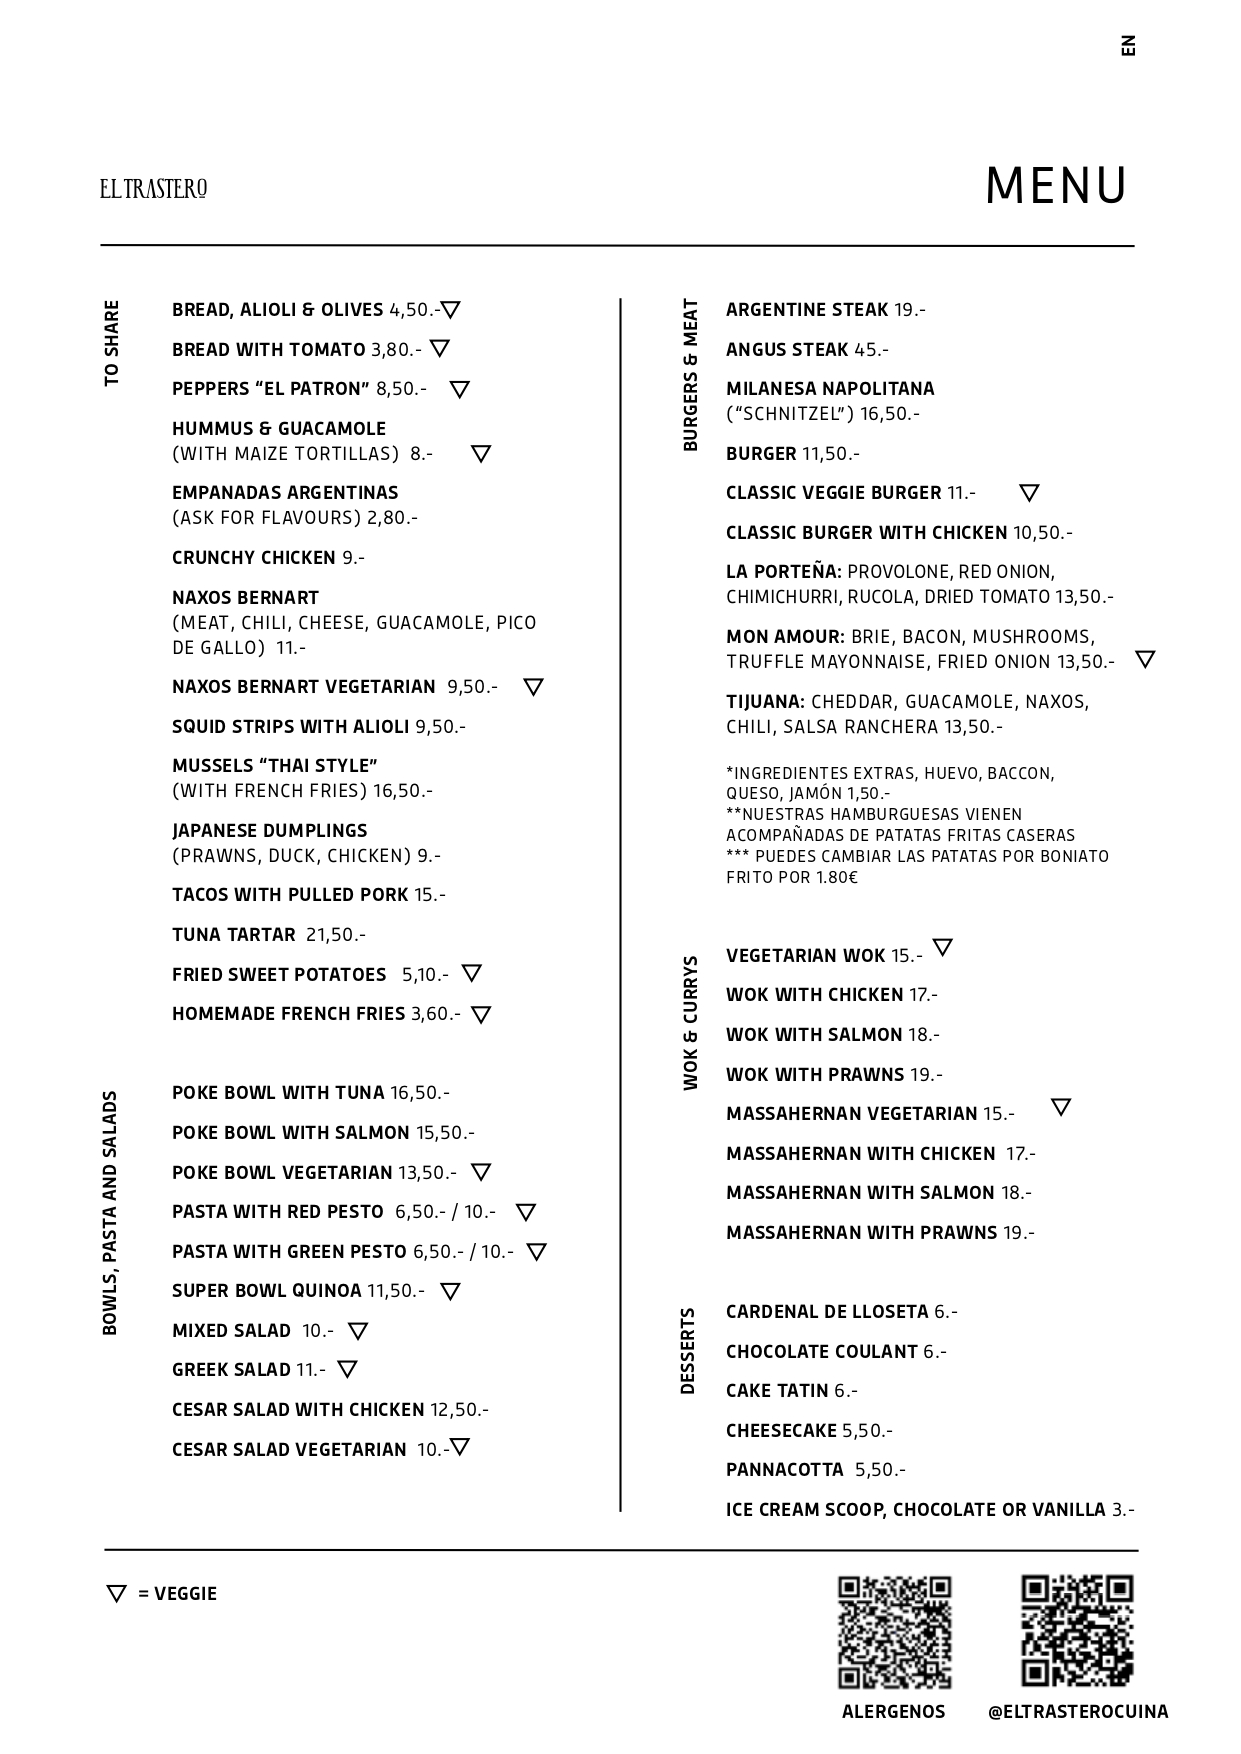 EN
EL TRASTERO
MENU
TO SHARE
BREAD, ALIOLI & OLIVES 4,50.-▽
BREAD WITH TOMATO 3,80.- ▽
PEPPERS “EL PATRON” 8,50.- ▽
HUMMUS & GUACAMOLE
(WITH MAIZE TORTILLAS) 8.- ▽
EMPANADAS ARGENTINAS
(ASK FOR FLAVOURS) 2,80.-
CRUNCHY CHICKEN 9.-
NAXOS BERNART
(MEAT, CHILI, CHEESE, GUACAMOLE, PICO
DE GALLO) 11.-
NAXOS BERNART VEGETARIAN 9,50.- ▽
SQUID STRIPS WITH ALIOLI 9,50.-
MUSSELS “THAI STYLE”
(WITH FRENCH FRIES) 16,50.-
JAPANESE DUMPLINGS
(PRAWNS, DUCK, CHICKEN) 9.-
TACOS WITH PULLED PORK 15.-
TUNA TARTAR 21,50.-
FRIED SWEET POTATOES 5,10.- ▽
HOMEMADE FRENCH FRIES 3,60.- ▽
BOWLS, PASTA AND SALADS
POKE BOWL WITH TUNA 16,50.-
POKE BOWL WITH SALMON 15,50.-
POKE BOWL VEGETARIAN 13,50.- ▽
PASTA WITH RED PESTO 6,50.- / 10.- ▽
PASTA WITH GREEN PESTO 6,50.- / 10.- ▽
SUPER BOWL QUINOA 11,50.- ▽
MIXED SALAD 10.- ▽
GREEK SALAD 11.- ▽
CESAR SALAD WITH CHICKEN 12,50.-
CESAR SALAD VEGETARIAN 10.-▽
BURGERS & MEAT
ARGENTINE STEAK 19.-
ANGUS STEAK 45.-
MILANESA NAPOLITANA
(“SCHNITZEL”) 16,50.-
BURGER 11,50.-
CLASSIC VEGGIE BURGER 11.- ▽
CLASSIC BURGER WITH CHICKEN 10,50.-
LA PORTEÑA: PROVOLONE, RED ONION,
CHIMICHURRI, RUCOLA, DRIED TOMATO 13,50.-
MON AMOUR: BRIE, BACON, MUSHROOMS,
TRUFFLE MAYONNAISE, FRIED ONION 13,50.- ▽
TIJUANA: CHEDDAR, GUACAMOLE, NAXOS,
CHILI, SALSA RANCHERA 13,50.-
*INGREDIENTES EXTRAS, HUEVO, BACCON,
QUESO, JAMÓN 1,50.-
**NUESTRAS HAMBURGUESAS VIENEN
ACOMPAÑADAS DE PATATAS FRITAS CASERAS
*** PUEDES CAMBIAR LAS PATATAS POR BONIATO
FRITO POR 1.80€
WOK & CURRYS
VEGETARIAN WOK 15.- ▽
WOK WITH CHICKEN 17.-
WOK WITH SALMON 18.-
WOK WITH PRAWNS 19.-
MASSAHERNAN VEGETARIAN 15.- ▽
MASSAHERNAN WITH CHICKEN 17.-
MASSAHERNAN WITH SALMON 18.-
MASSAHERNAN WITH PRAWNS 19.-
DESSERTS
CARDENAL DE LLOSETA 6.-
CHOCOLATE COULANT 6.-
CAKE TATIN 6.-
CHEESECAKE 5,50.-
PANNACOTTA 5,50.-
ICE CREAM SCOOP, CHOCOLATE OR VANILLA 3.-
▽ = VEGGIE
ALERGENOS
@ELTRASTEROCUINA